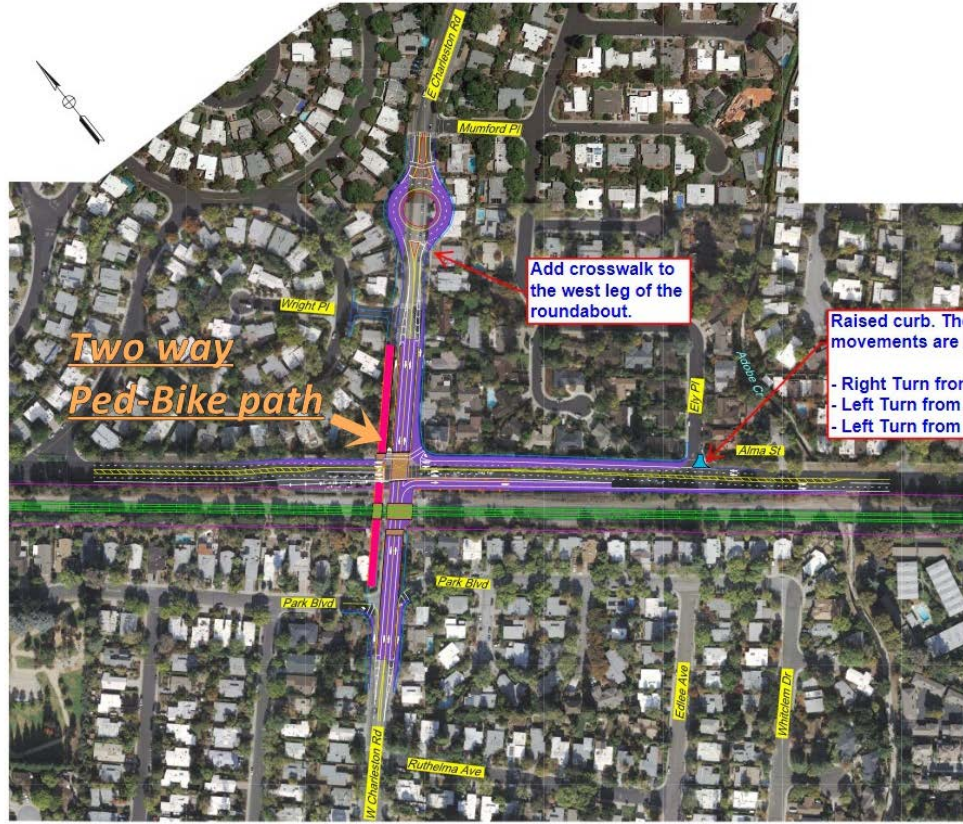 E Charleston Rd
Mumford Pl
Add crosswalk to
the west leg of the
roundabout.
Wright Pl
Raised curb. The
movements are
- Right Turn from
- Left Turn from
- Left Turn from
Two way
Ped-Bike path
Adobe C
Ely Pl
Alma St
Park Blvd
Park Blvd
Edlee Ave
Whitclem Dr
W Charleston Rd
Ruthelma Ave